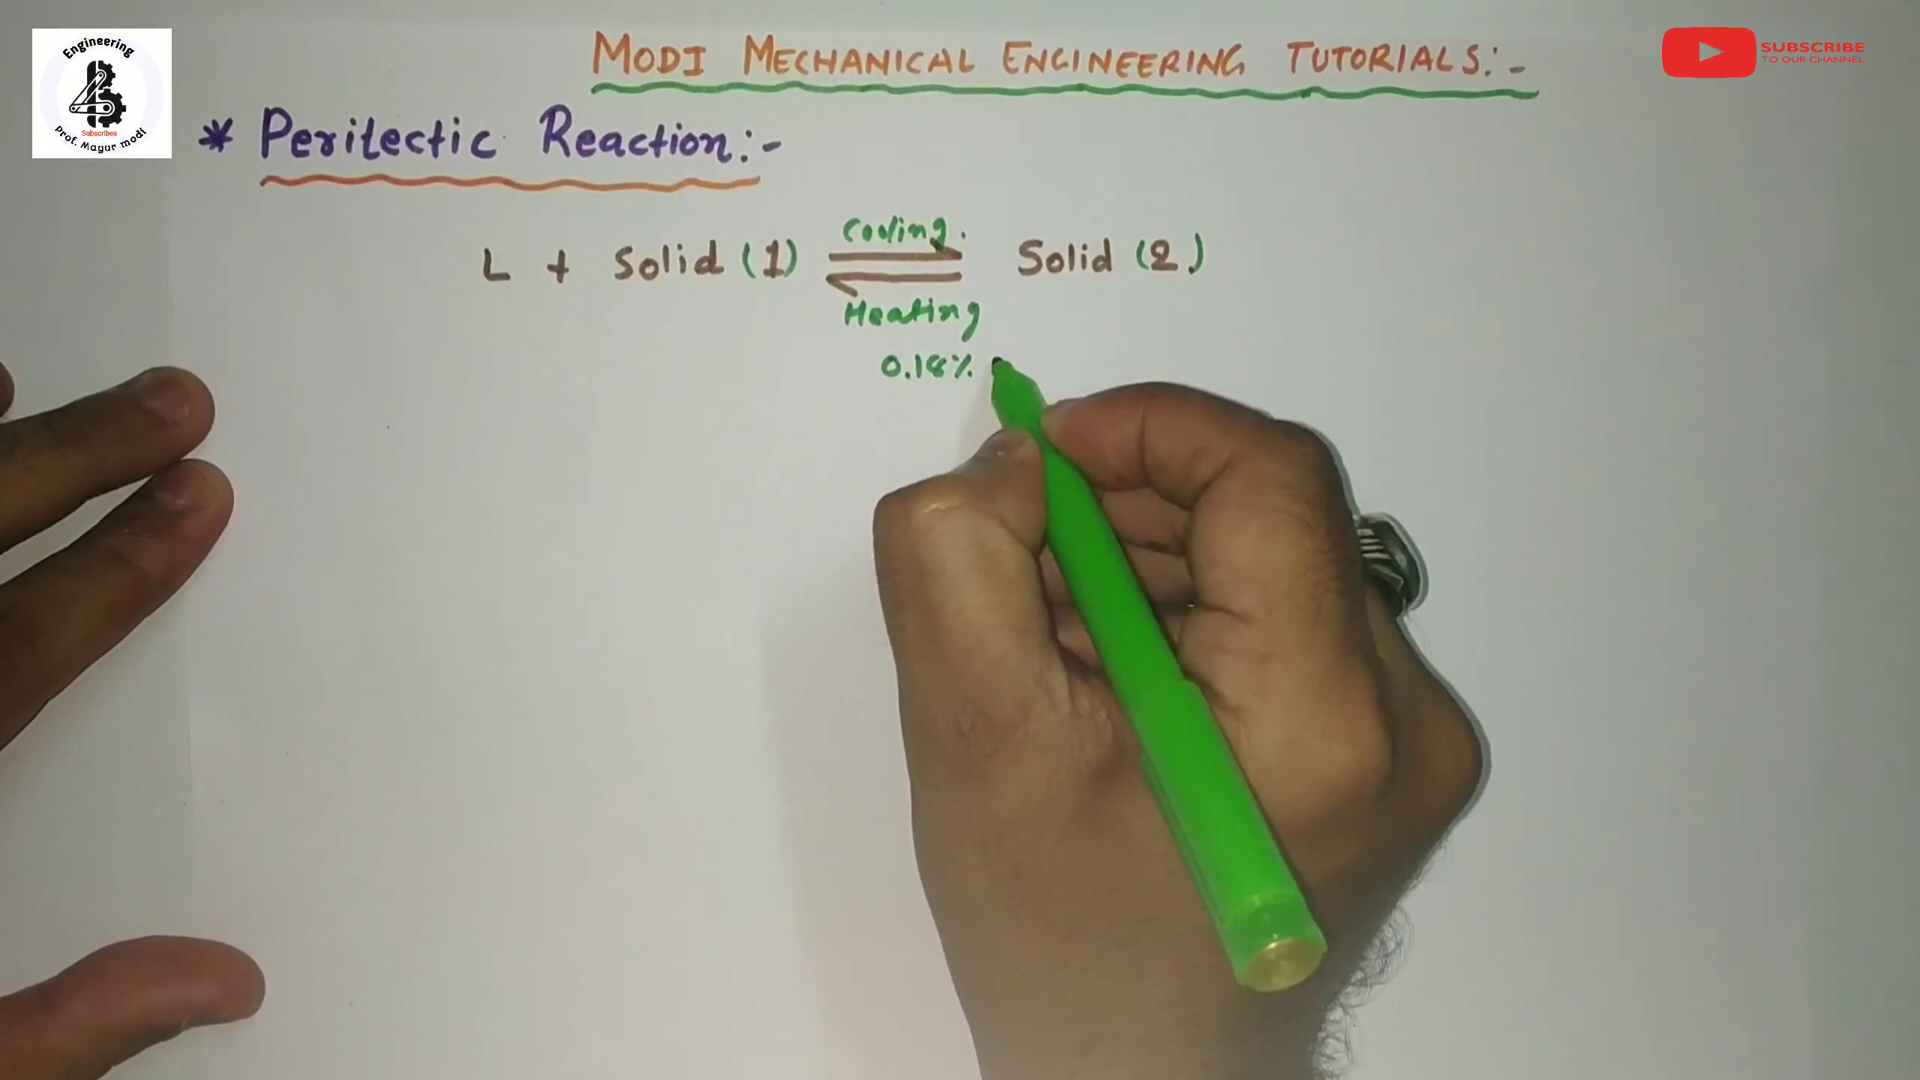 Engineering
Subscribes
Prof. Mayur modi
MODI MECHANICAL ENGINEERING TUTORIALS:-
SUBSCRIBE
TO OUR CHANNEL
* Peritectic Reaction:-
Cooling.
L + Solid (1) ⇌ Solid (2)
Heating
0.18%